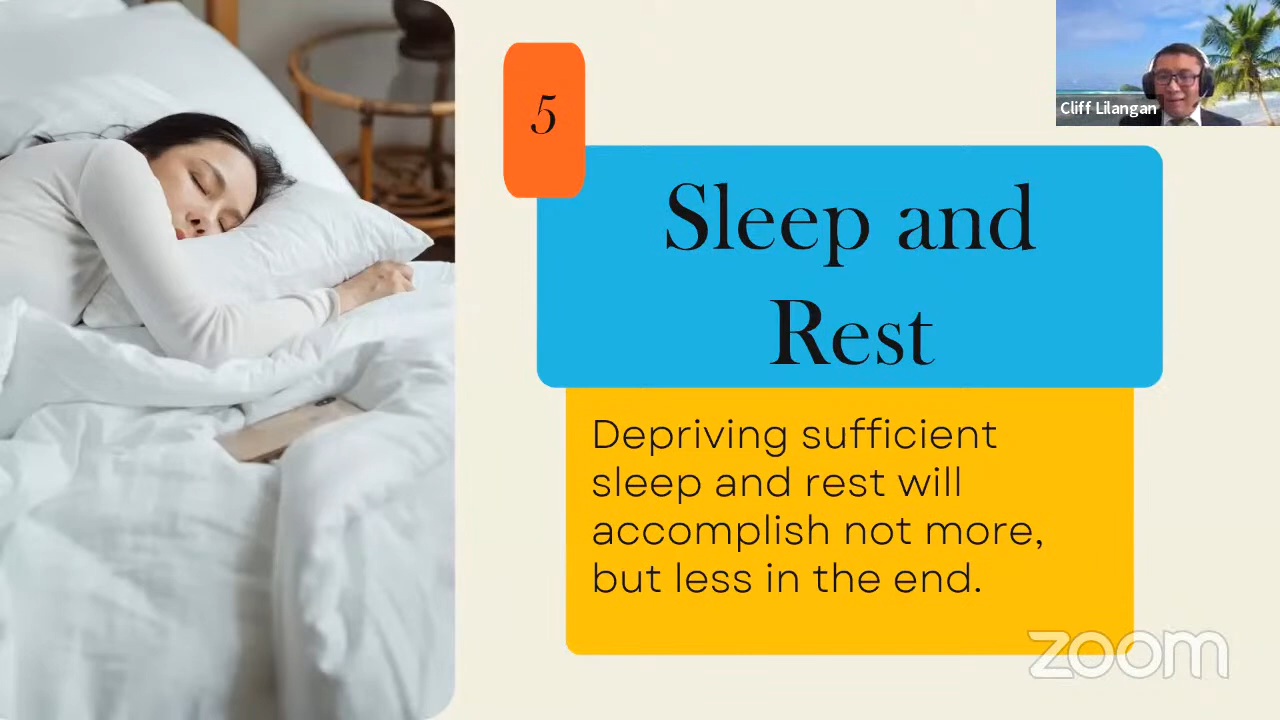 5
Cliff Lilangan
Sleep and
Rest
Depriving sufficient
sleep and rest will
accomplish not more,
but less in the end.
zoom